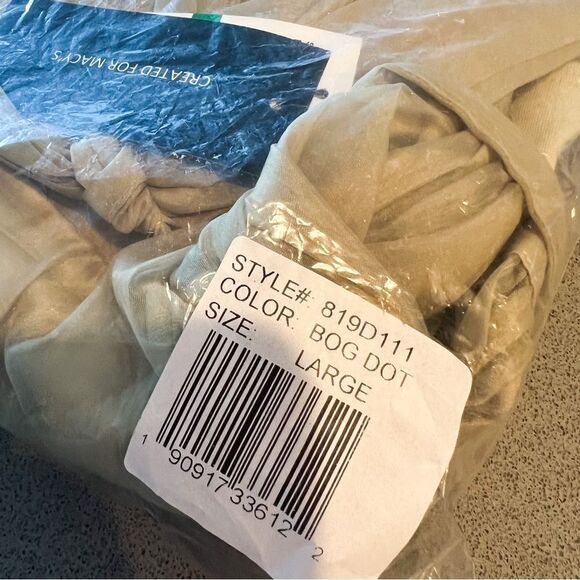 CREATED FOR MACY'S
STYLE#: 819D111
COLOR: BOG DOT
SIZE: LARGE
1 90917 33612 2